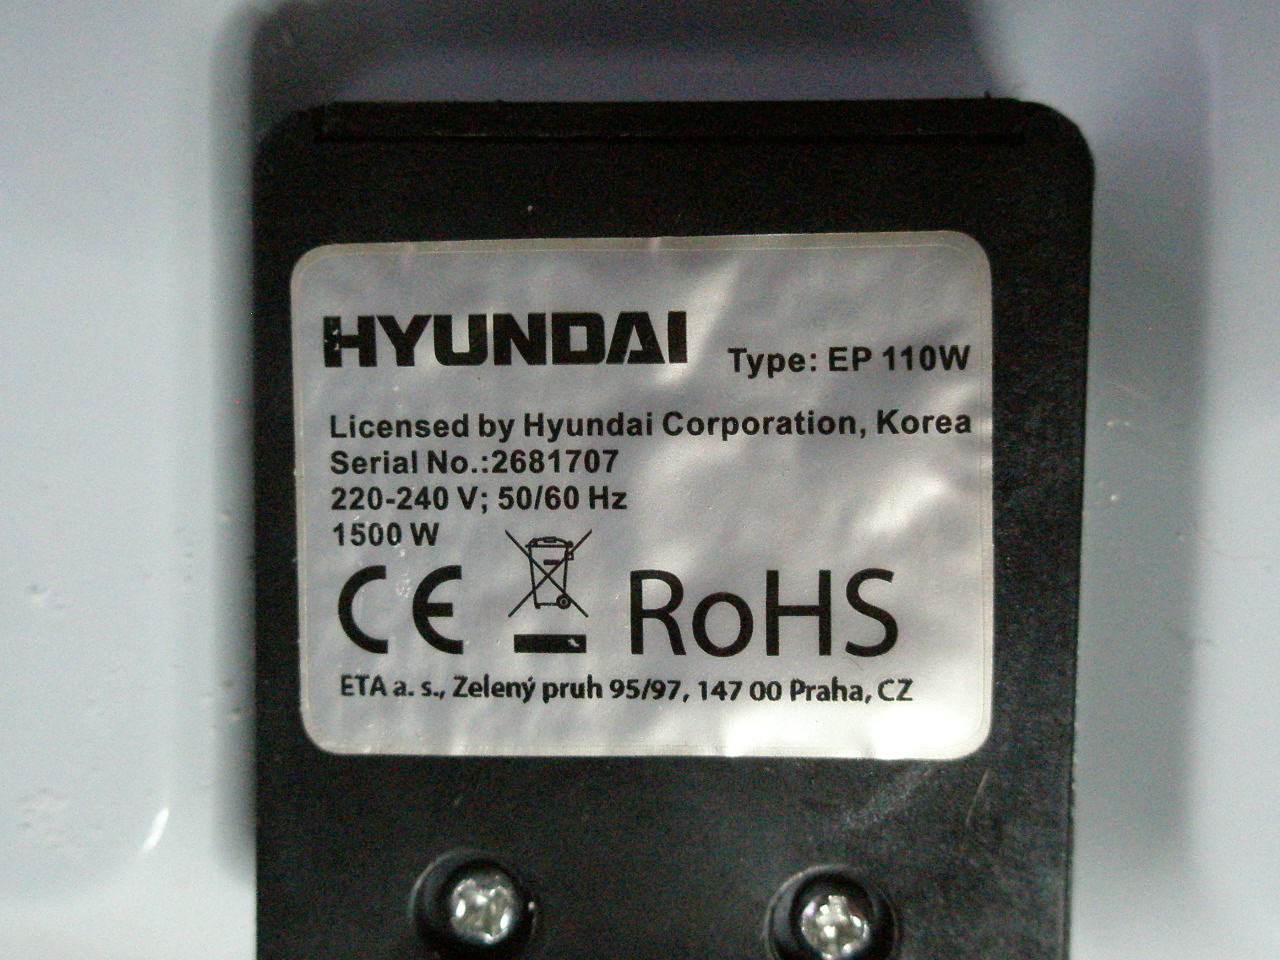 HYUNDAI Type: EP 110W
Licensed by Hyundai Corporation, Korea
Serial No.:2681707
220-240 V; 50/60 Hz
1500 W
CE RoHS
ETA a. s., Zelený pruh 95/97, 147 00 Praha, CZ